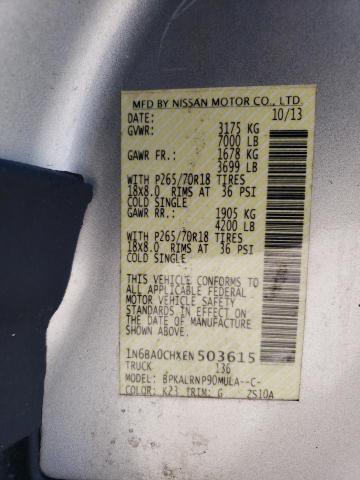 MFD BY NISSAN MOTOR CO., LTD
DATE: 10/13
GVWR: 3175 KG
7000 LB
GAWR FR.: 1678 KG
3699 LB
WITH P265/70R18 TIRES
18X8.0 RIMS AT 36 PSI
COLD SINGLE
GAWR RR.: 1905 KG
4200 LB
WITH P265/70R18 TIRES
18X8.0 RIMS AT 36 PSI
COLD SINGLE
THIS VEHICLE CONFORMS TO
ALL APPLICABLE FEDERAL
MOTOR VEHICLE SAFETY
STANDARDS IN EFFECT ON
THE DATE OF MANUFACTURE
SHOWN ABOVE.
1N6BA0CHXEN503615
TRUCK 136
MODEL: BPKALRNP90MULA--C-
COLOR: K23 TRIM: G ZS10A